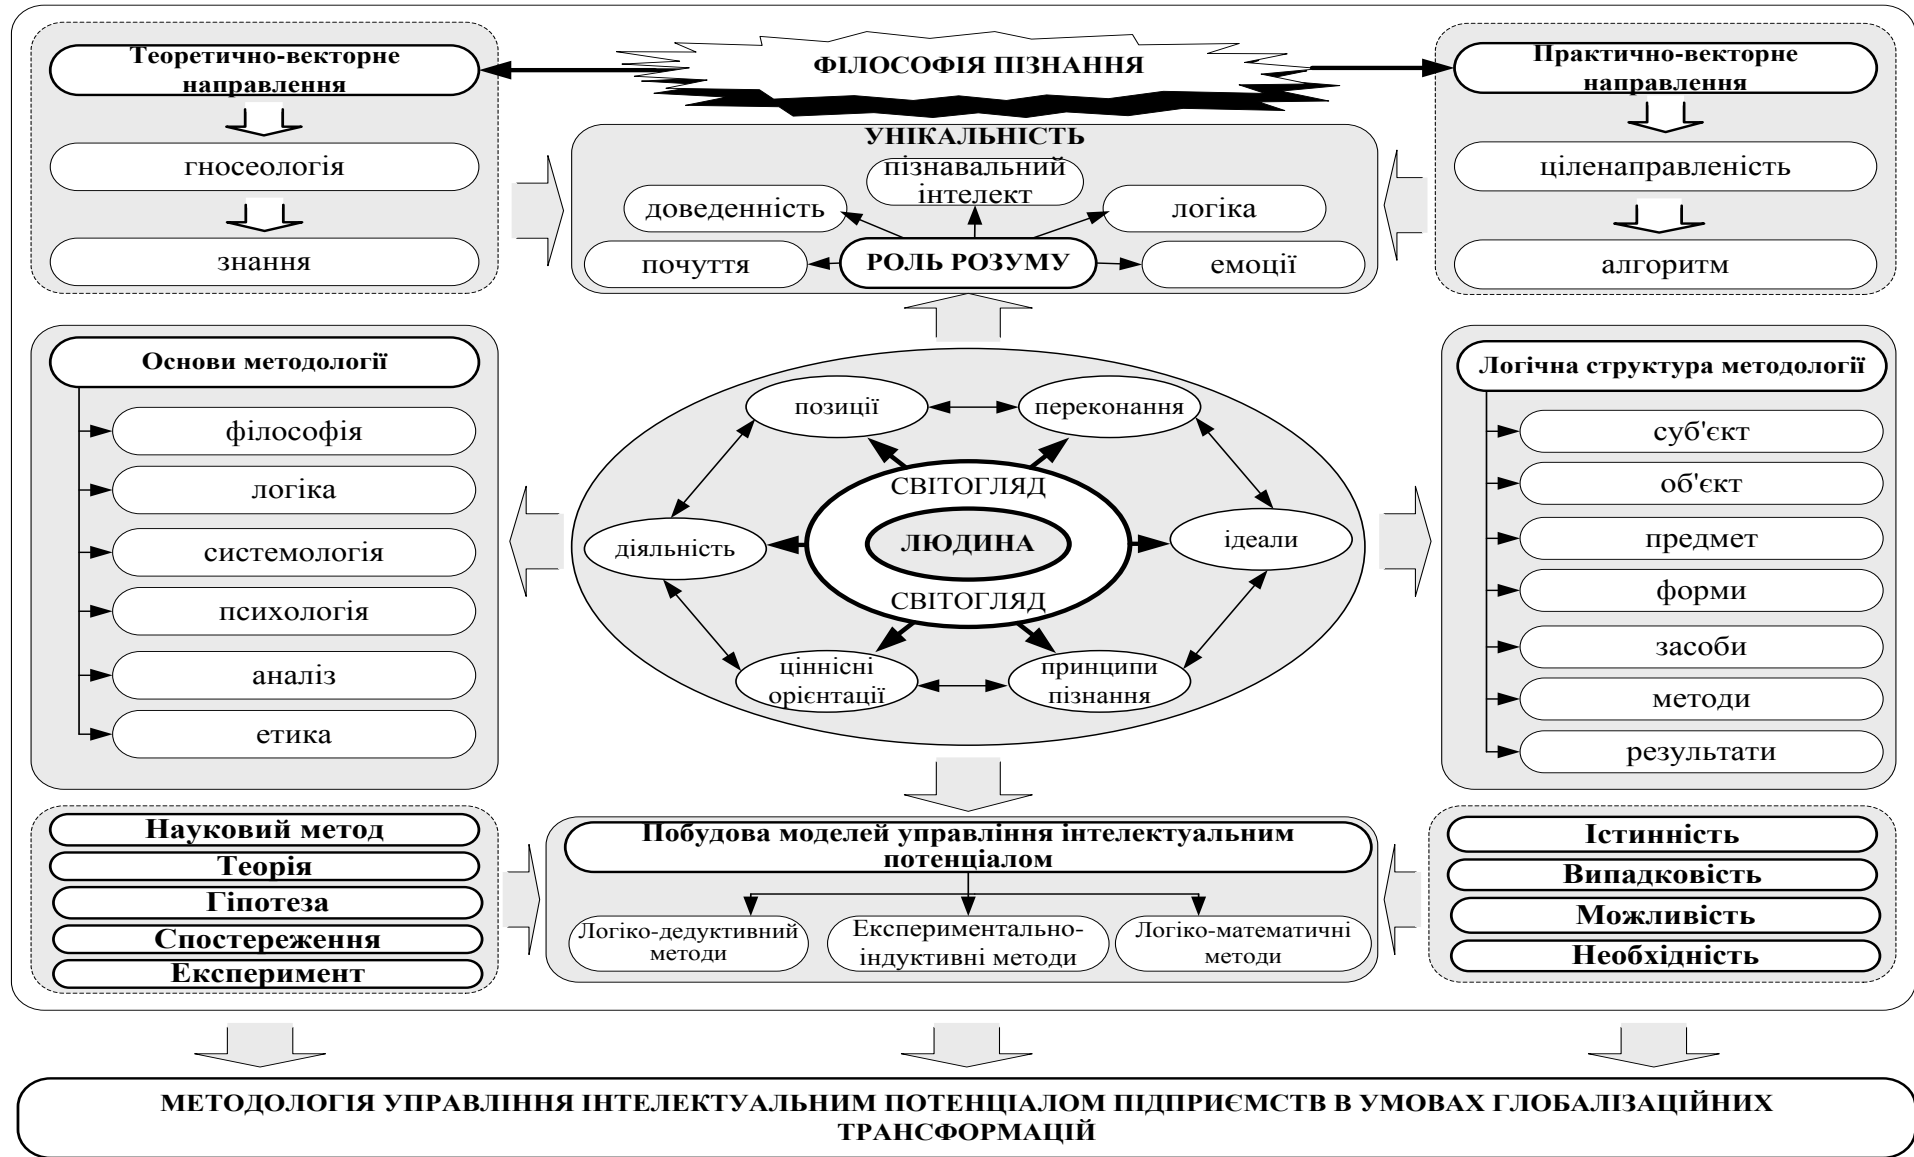 ФІЛОСОФІЯ ПІЗНАННЯ
Теоретично-векторне
направлення
гносеологія
знання
УНІКАЛЬНІСТЬ
пізнавальний
інтелект
доведенність
логіка
почуття
РОЛЬ РОЗУМУ
емоції
Практично-векторне
направлення
ціленаправленість
алгоритм
Основи методології
філософія
логіка
системологія
психологія
аналіз
етика
позиції
переконання
СВІТОГЛЯД
діяльність
ЛЮДИНА
ідеали
СВІТОГЛЯД
ціннісні
орієнтації
принципи
пізнання
Логічна структура методології
суб'єкт
об'єкт
предмет
форми
засоби
методи
результати
Науковий метод
Теорія
Гіпотеза
Спостереження
Експеримент
Побудова моделей управління інтелектуальним
потенціалом
Логіко-дедуктивний
методи
Експериментально-
індуктивні методи
Логіко-математичні
методи
Істинність
Випадковість
Можливість
Необхідність
МЕТОДОЛОГІЯ УПРАВЛІННЯ ІНТЕЛЕКТУАЛЬНИМ ПОТЕНЦІАЛОМ ПІДПРИЄМСТВ В УМОВАХ ГЛОБАЛІЗАЦІЙНИХ
ТРАНСФОРМАЦІЙ